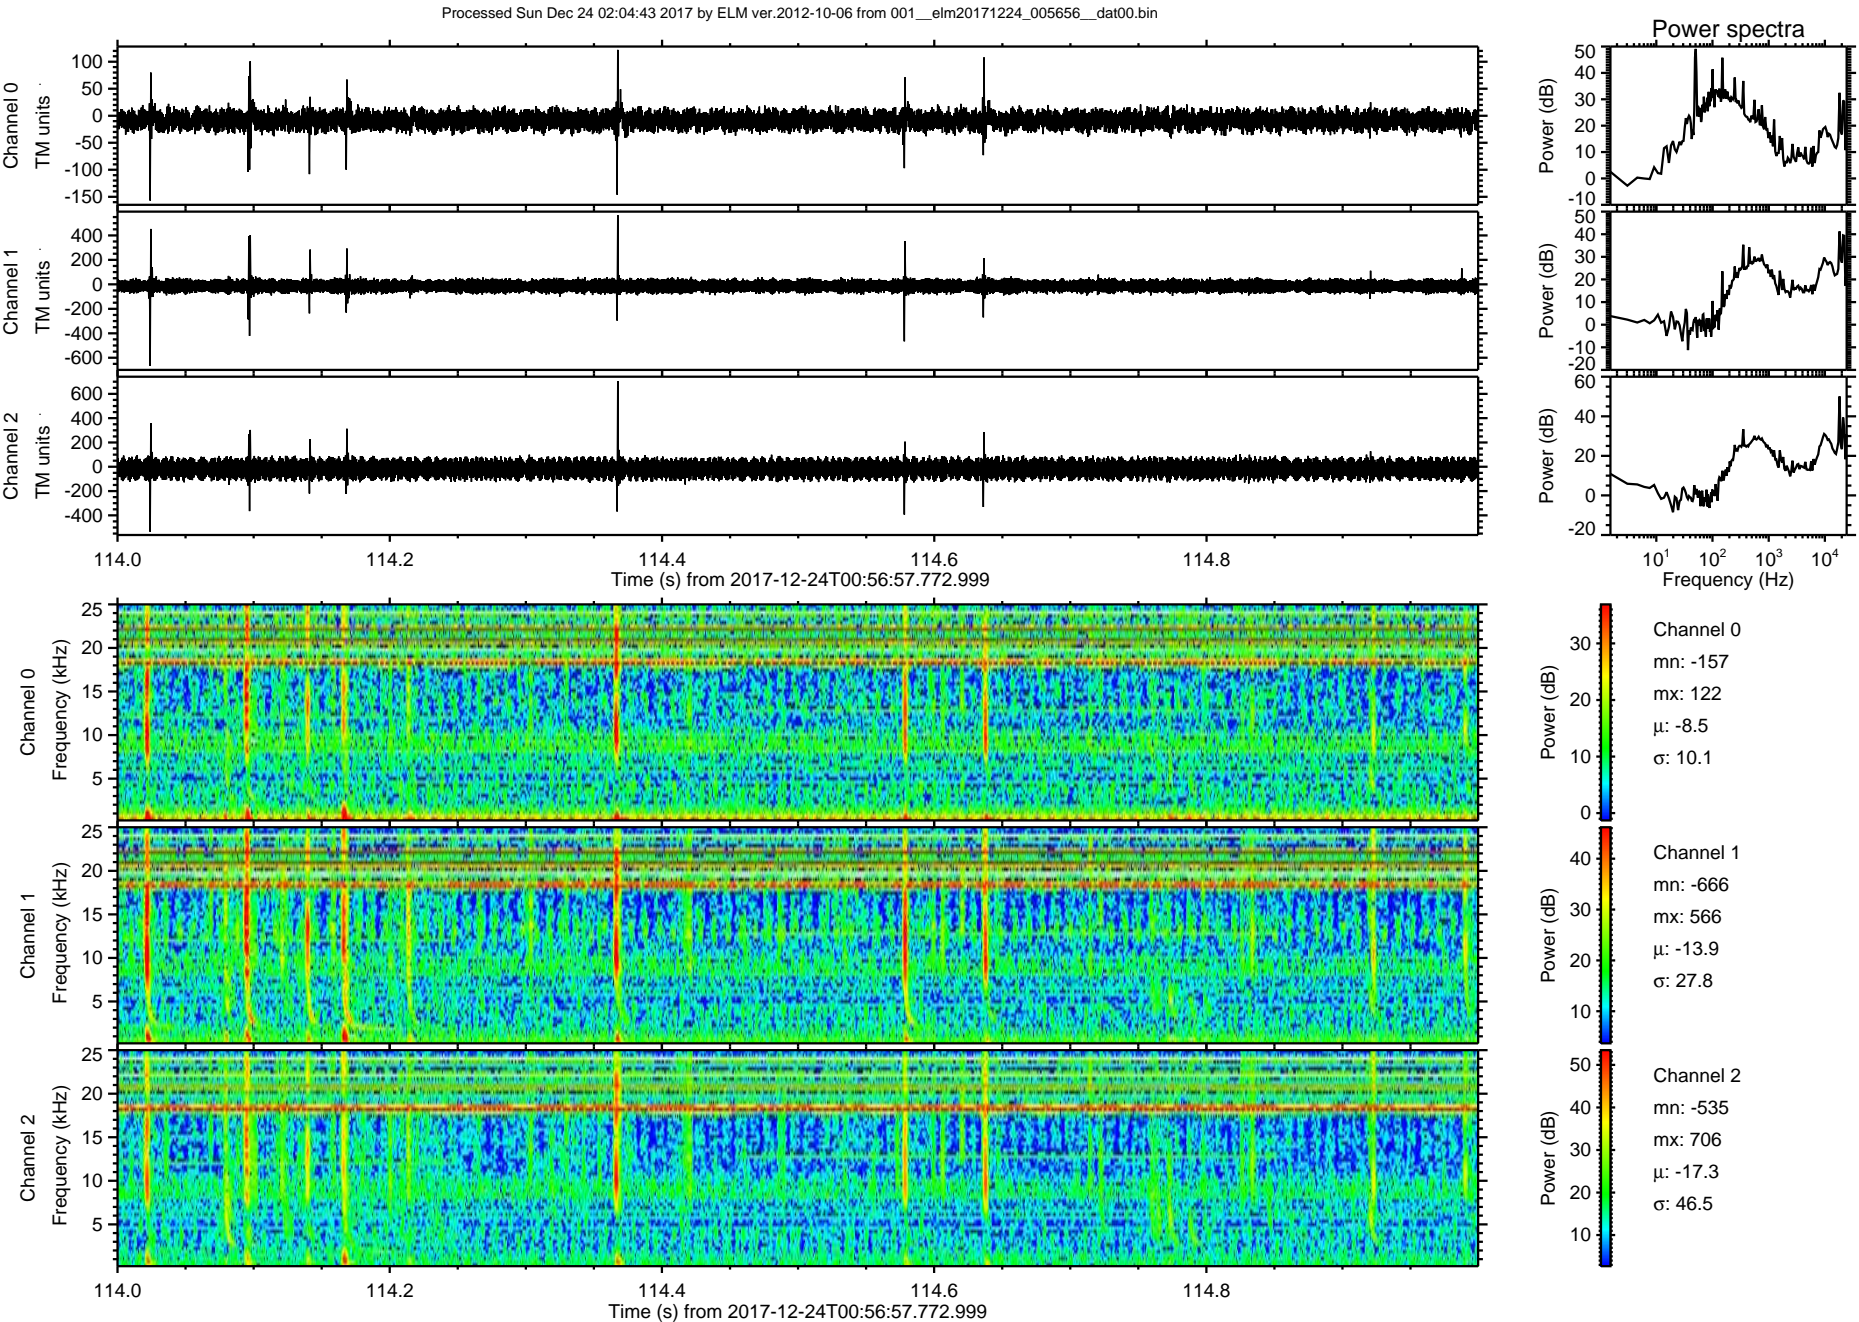 Processed Sun Dec 24 02:04:43 2017 by ELM ver.2012-10-06 from 001__elm20171224_005656__dat00.bin
Power spectra
Channel 0
TM units
100
50
0
-50
-100
-150
Power (dB)
50
40
30
20
10
0
-10
Channel 1
TM units
400
200
0
-200
-400
-600
Power (dB)
50
40
30
20
10
0
-10
-20
Channel 2
TM units
600
400
200
0
-200
-400
Power (dB)
60
40
20
0
-20
114.0 114.2 114.4 114.6 114.8
Time (s) from 2017-12-24T00:56:57.772.999
10¹ 10² 10³ 10⁴
Frequency (Hz)
Channel 0
Frequency (kHz)
25
20
15
10
5
Power (dB)
30
20
10
0
Channel 0
mn: -157
mx: 122
μ: -8.5
σ: 10.1
Channel 1
Frequency (kHz)
25
20
15
10
5
Power (dB)
40
30
20
10
Channel 1
mn: -666
mx: 566
μ: -13.9
σ: 27.8
Channel 2
Frequency (kHz)
25
20
15
10
5
Power (dB)
50
40
30
20
10
Channel 2
mn: -535
mx: 706
μ: -17.3
σ: 46.5
114.0 114.2 114.4 114.6 114.8
Time (s) from 2017-12-24T00:56:57.772.999